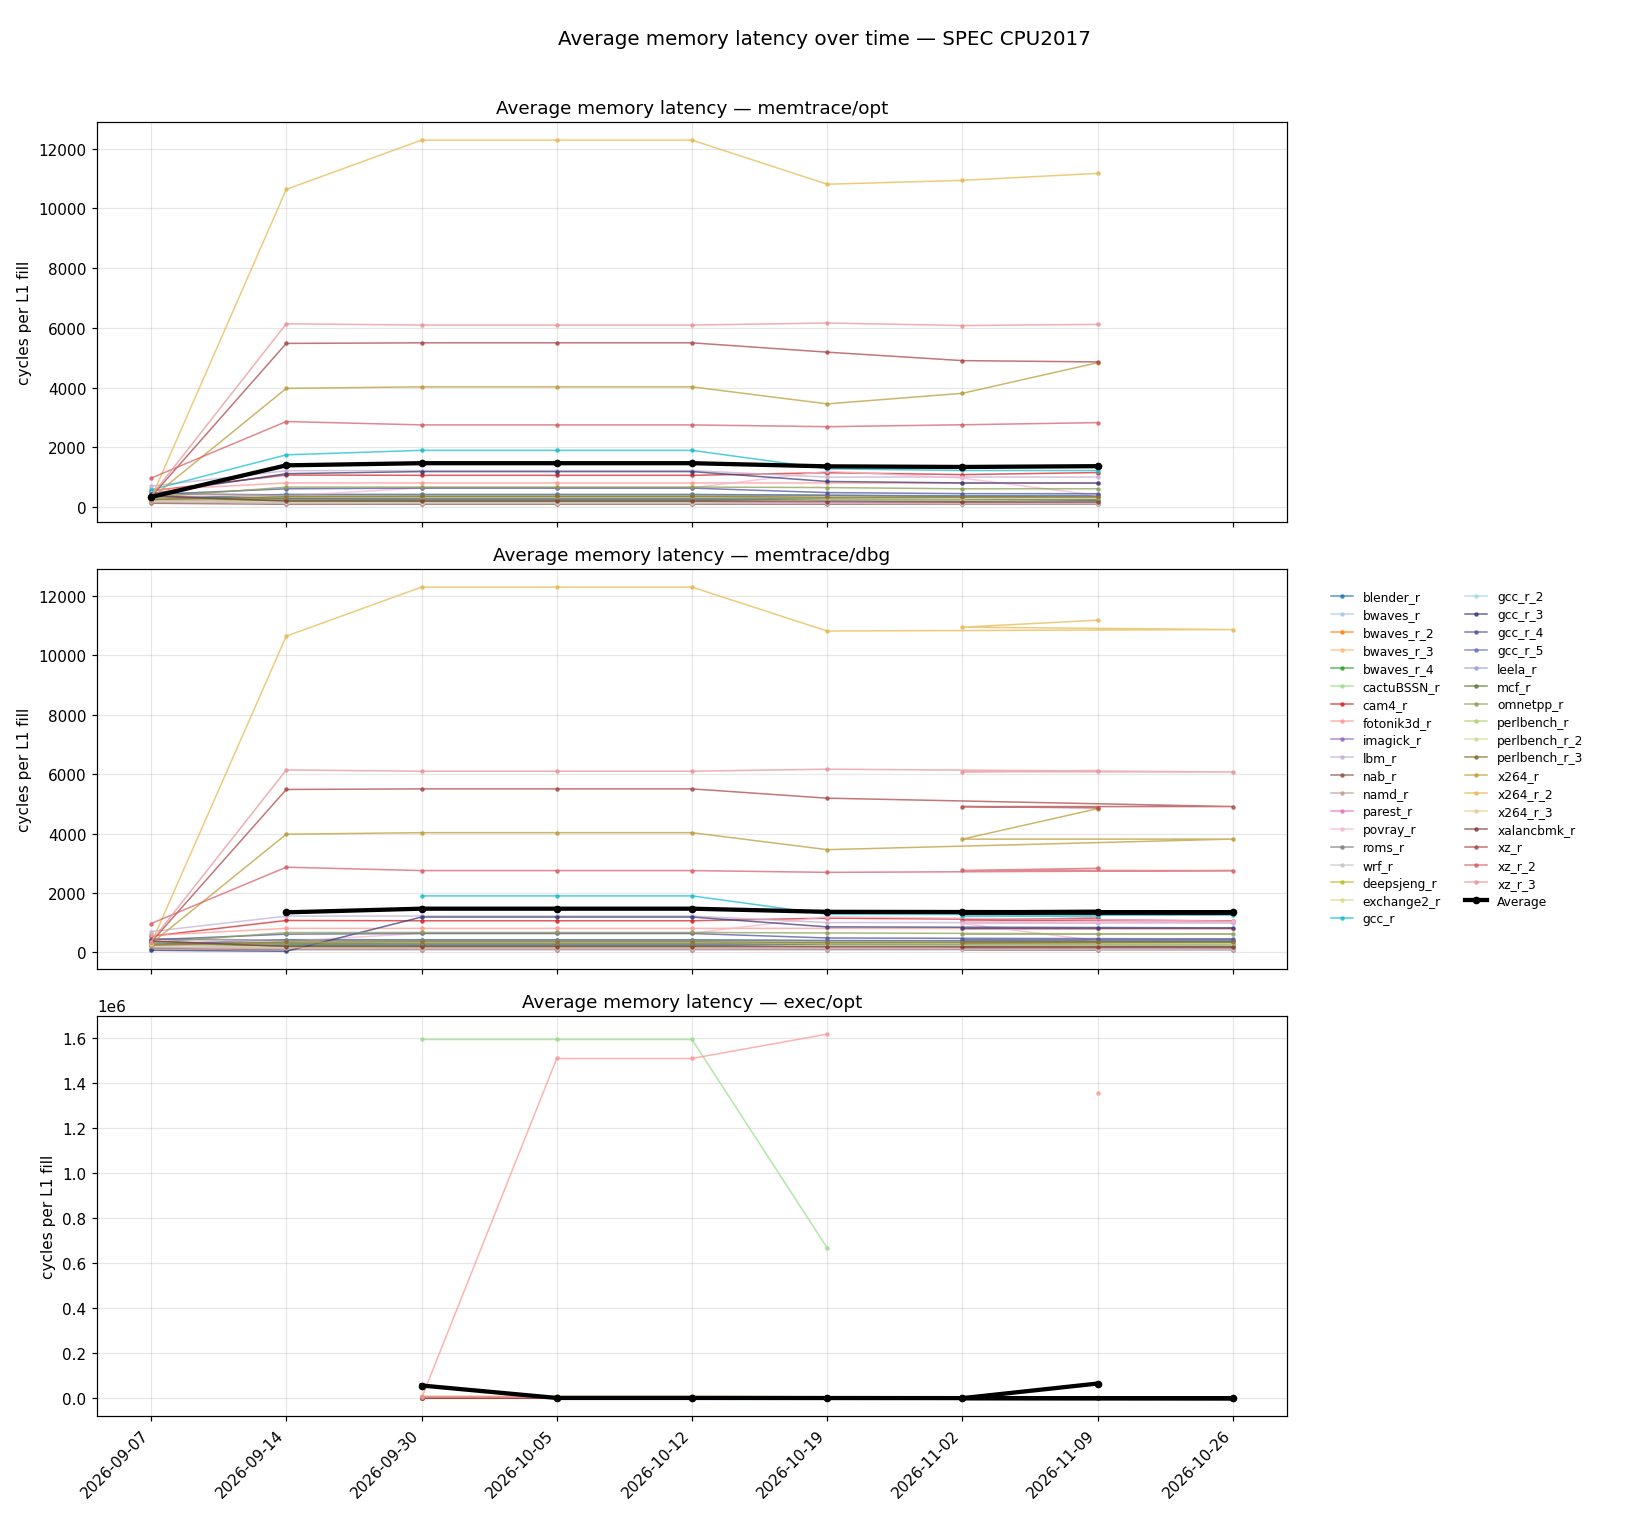 Average memory latency over time — SPEC CPU2017
Average memory latency — memtrace/opt
cycles per L1 fill
12000
10000
8000
6000
4000
2000
0
Average memory latency — memtrace/dbg
cycles per L1 fill
12000
10000
8000
6000
4000
2000
0
blender_r
bwaves_r
bwaves_r_2
bwaves_r_3
bwaves_r_4
cactuBSSN_r
cam4_r
fotonik3d_r
imagick_r
lbm_r
nab_r
namd_r
parest_r
povray_r
roms_r
wrf_r
deepsjeng_r
exchange2_r
gcc_r
gcc_r_2
gcc_r_3
gcc_r_4
gcc_r_5
leela_r
mcf_r
omnetpp_r
perlbench_r
perlbench_r_2
perlbench_r_3
x264_r
x264_r_2
x264_r_3
xalancbmk_r
xz_r
xz_r_2
xz_r_3
Average
Average memory latency — exec/opt
1e6
cycles per L1 fill
1.6
1.4
1.2
1.0
0.8
0.6
0.4
0.2
0.0
2026-09-07
2026-09-14
2026-09-30
2026-10-05
2026-10-12
2026-10-19
2026-11-02
2026-11-09
2026-10-26